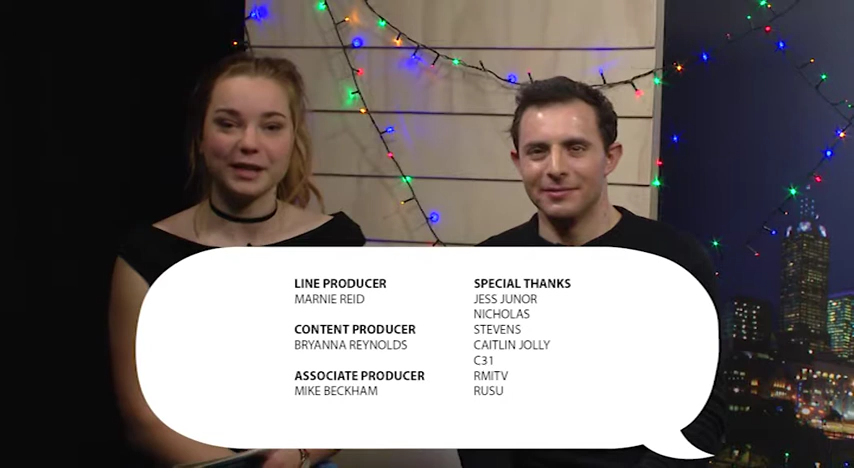 LINE PRODUCER
MARNIE REID
CONTENT PRODUCER
BRYANNA REYNOLDS
ASSOCIATE PRODUCER
MIKE BECKHAM
SPECIAL THANKS
JESS JUNOR
NICHOLAS
STEVENS
CAITLIN JOLLY
C31
RMITV
RUSU